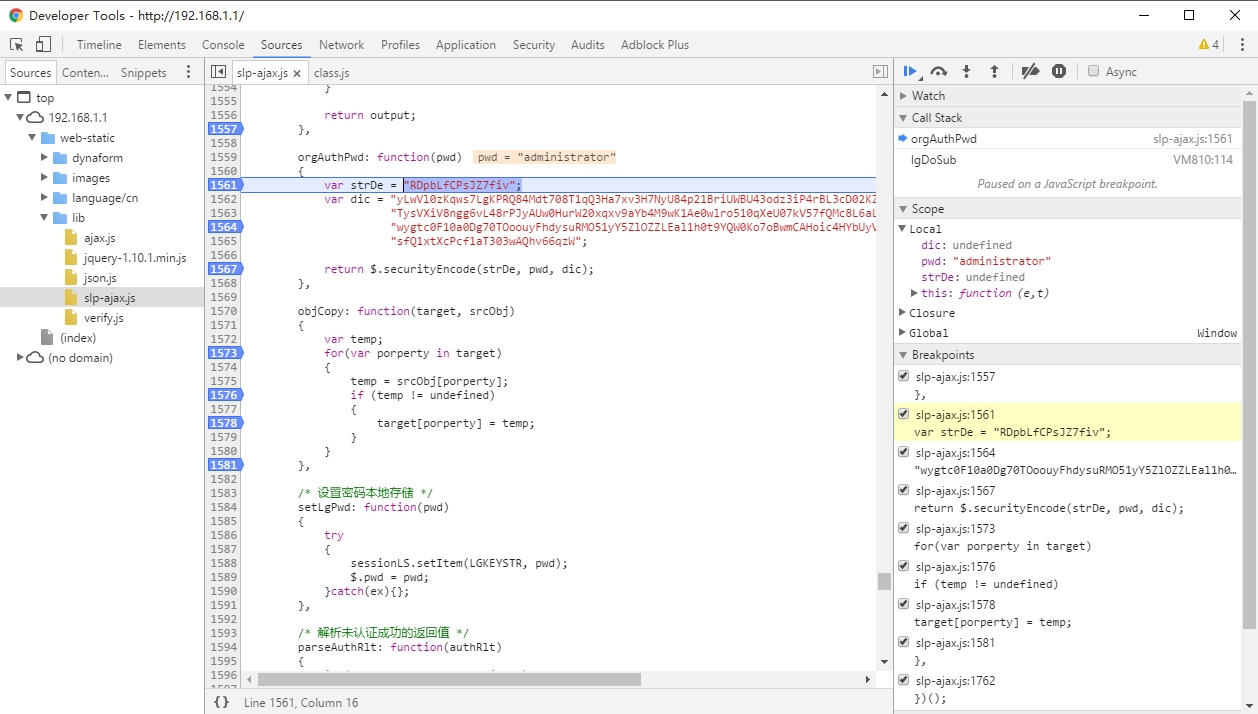 Developer Tools - http://192.168.1.1/
Timeline Elements Console Sources Network Profiles Application Security Audits Adblock Plus 4
Sources Conten... Snippets
top
192.168.1.1
web-static
dynaform
images
language/cn
lib
ajax.js
jquery-1.10.1.min.js
json.js
slp-ajax.js
verify.js
(index)
(no domain)
slp-ajax.js × class.js
1554 }
1555
1556 return output;
1557 },
1558
1559 orgAuthPwd: function(pwd) pwd = "administrator"
1560 {
1561 var strDe = "RDpbLfCPsJZ7fiv";
1562 var dic = "yLwVl0zKqws7LgKPRQ84Mdt708T1qQ3Ha7xv3H7NyU84p21BriUWBU43odz3iP4rBL3cD02KZ
1563 "TysVXiV8ngg6vL48rPJyAUw0HurW20xqxv9aYb4M9wK1Ae0wlro510qXeU07kV57fQMc8L6aL
1564 "wygtc0F10a0Dg70TOoouyFhdysuRMO51yY5ZlOZZLEal1h0t9YQW0Ko7oBwmCAHoic4HYbUyV
1565 "sfQ1xtXcPcf1aT303wAQhv66qzW";
1566
1567 return $.securityEncode(strDe, pwd, dic);
1568 },
1569
1570 objCopy: function(target, srcObj)
1571 {
1572 var temp;
1573 for(var porperty in target)
1574 {
1575 temp = srcObj[porperty];
1576 if (temp != undefined)
1577 {
1578 target[porperty] = temp;
1579 }
1580 }
1581 },
1582
1583 /* 设置密码本地存储 */
1584 setLgPwd: function(pwd)
1585 {
1586 try
1587 {
1588 sessionLS.setItem(LGKEYSTR, pwd);
1589 $.pwd = pwd;
1590 }catch(ex){};
1591 },
1592
1593 /* 解析未认证成功的返回值 */
1594 parseAuthRlt: function(authRlt)
1595 {
1596
{} Line 1561, Column 16
Async
Watch
Call Stack
orgAuthPwd slp-ajax.js:1561
lgDoSub VM810:114
Paused on a JavaScript breakpoint.
Scope
Local
dic: undefined
pwd: "administrator"
strDe: undefined
this: function (e,t)
Closure
Global Window
Breakpoints
slp-ajax.js:1557
},
slp-ajax.js:1561
var strDe = "RDpbLfCPsJZ7fiv";
slp-ajax.js:1564
"wygtc0F10a0Dg70TOoouyFhdysuRMO51yY5ZlOZZLEal1h0…
slp-ajax.js:1567
return $.securityEncode(strDe, pwd, dic);
slp-ajax.js:1573
for(var porperty in target)
slp-ajax.js:1576
if (temp != undefined)
slp-ajax.js:1578
target[porperty] = temp;
slp-ajax.js:1581
},
slp-ajax.js:1762
})();